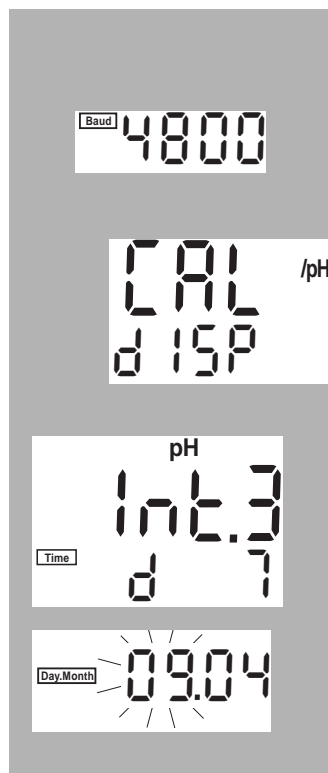 Baud 4800
CAL /pH
dISP
pH
Int.3
Time d 7
Day.Month 09.04